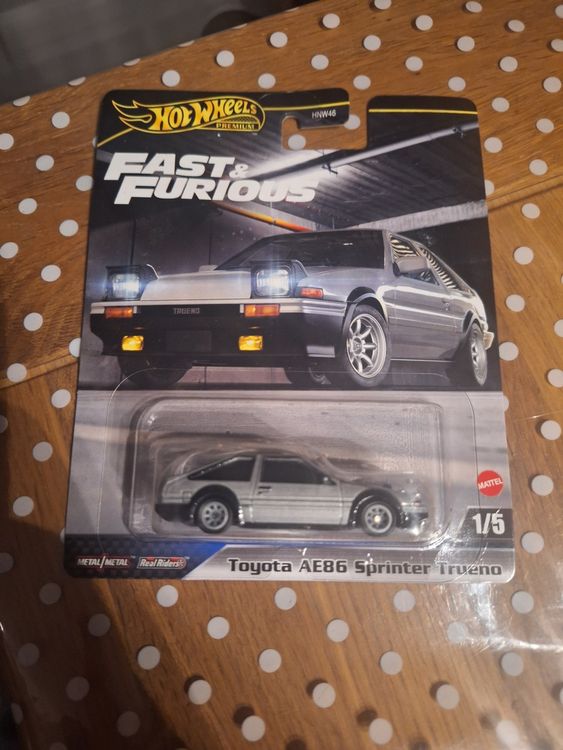 HOT WHEELS
PREMIUM
HNW46
FAST &
FURIOUS
TRUENO
MATTEL
1/5
METAL/METAL
Real Riders
Toyota AE86 Sprinter Trueno